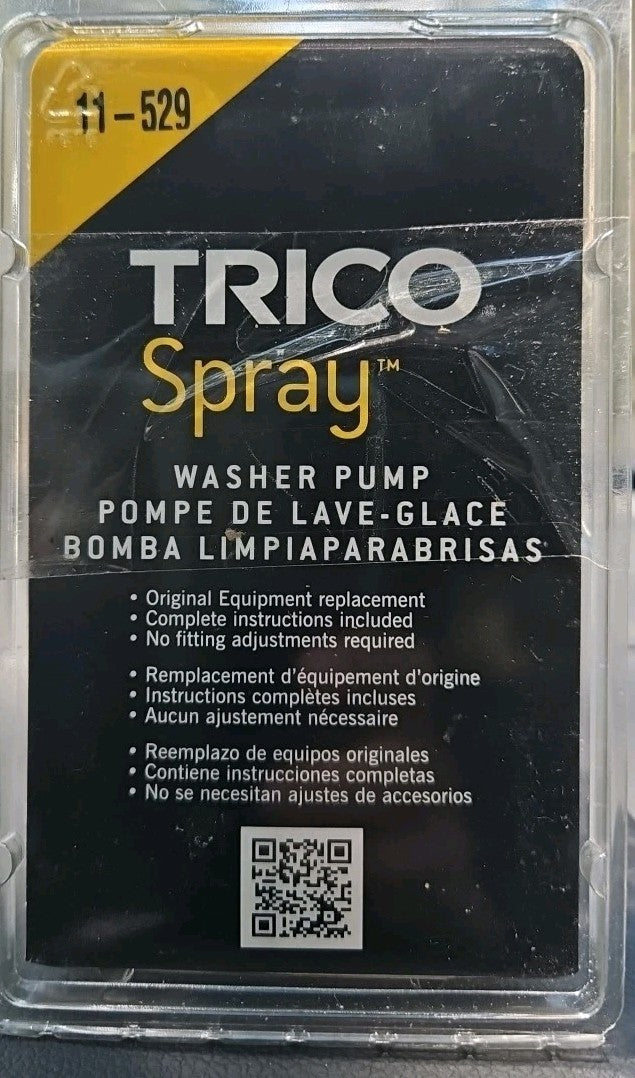 11-529
TRICO
Spray™
WASHER PUMP
POMPE DE LAVE-GLACE
BOMBA LIMPIAPARABRISAS
• Original Equipment replacement
• Complete instructions included
• No fitting adjustments required
• Remplacement d'équipement d'origine
• Instructions complètes incluses
• Aucun ajustement nécessaire
• Reemplazo de equipos originales
• Contiene instrucciones completas
• No se necesitan ajustes de accesorios